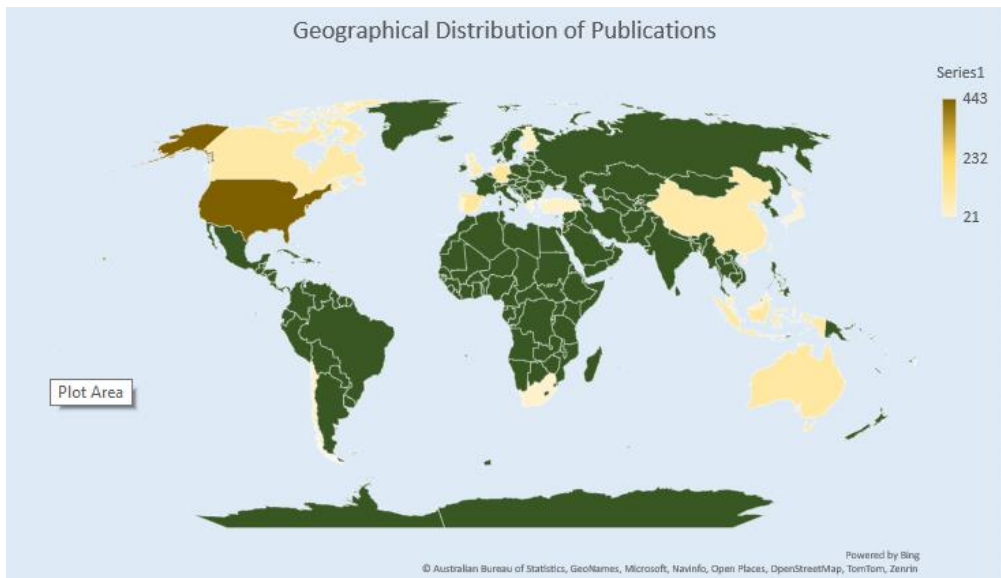 Geographical Distribution of Publications
Series1
443
232
21
Plot Area
Powered by Bing
© Australian Bureau of Statistics, GeoNames, Microsoft, Navinfo, Open Places, OpenStreetMap, TomTom, Zenrin